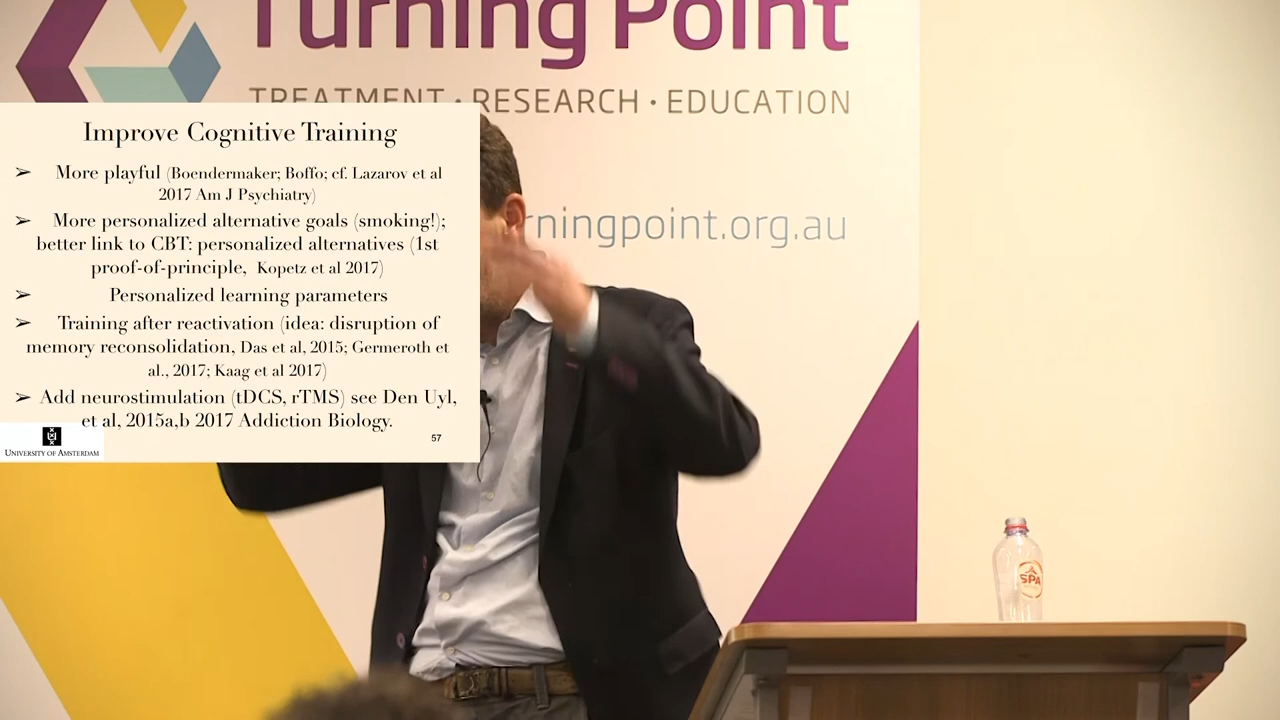 Turning Point
TREATMENT · RESEARCH · EDUCATION
rningpoint.org.au
Improve Cognitive Training
➢ More playful (Boendermaker; Boffo; cf. Lazarov et al
2017 Am J Psychiatry)
➢ More personalized alternative goals (smoking!);
better link to CBT: personalized alternatives (1st
proof-of-principle, Kopetz et al 2017)
➢ Personalized learning parameters
➢ Training after reactivation (idea: disruption of
memory reconsolidation, Das et al, 2015; Germeroth et
al., 2017; Kaag et al 2017)
➢ Add neurostimulation (tDCS, rTMS) see Den Uyl,
et al, 2015a,b 2017 Addiction Biology.
57
UNIVERSITY OF AMSTERDAM
SPA